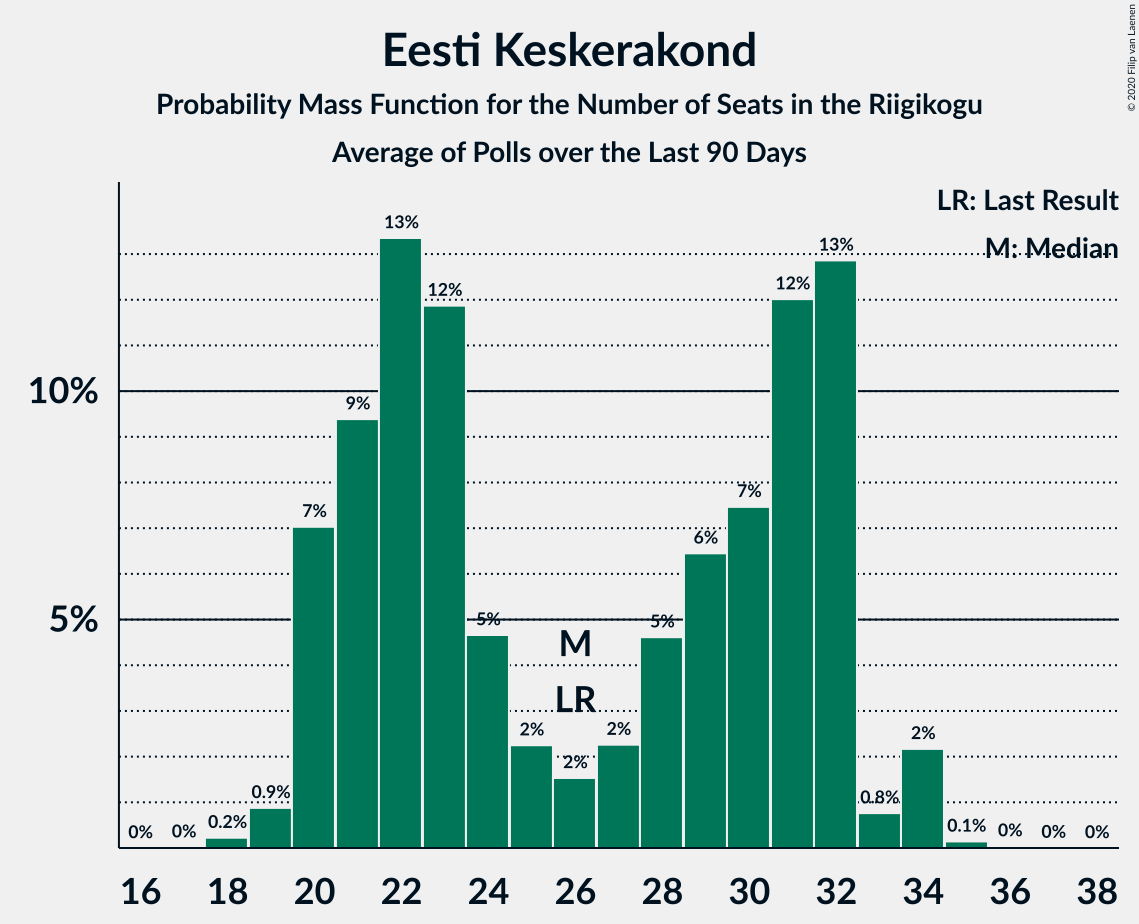 Eesti Keskerakond
Probability Mass Function for the Number of Seats in the Riigikogu
Average of Polls over the Last 90 Days
© 2020 Filip van Laenen
LR: Last Result
M: Median
10%
5%
0%
0%
0.2%
0.9%
7%
9%
13%
12%
5%
2%
2%
2%
5%
6%
7%
12%
13%
0.8%
2%
0.1%
0%
0%
0%
M
LR
16 18 20 22 24 26 28 30 32 34 36 38